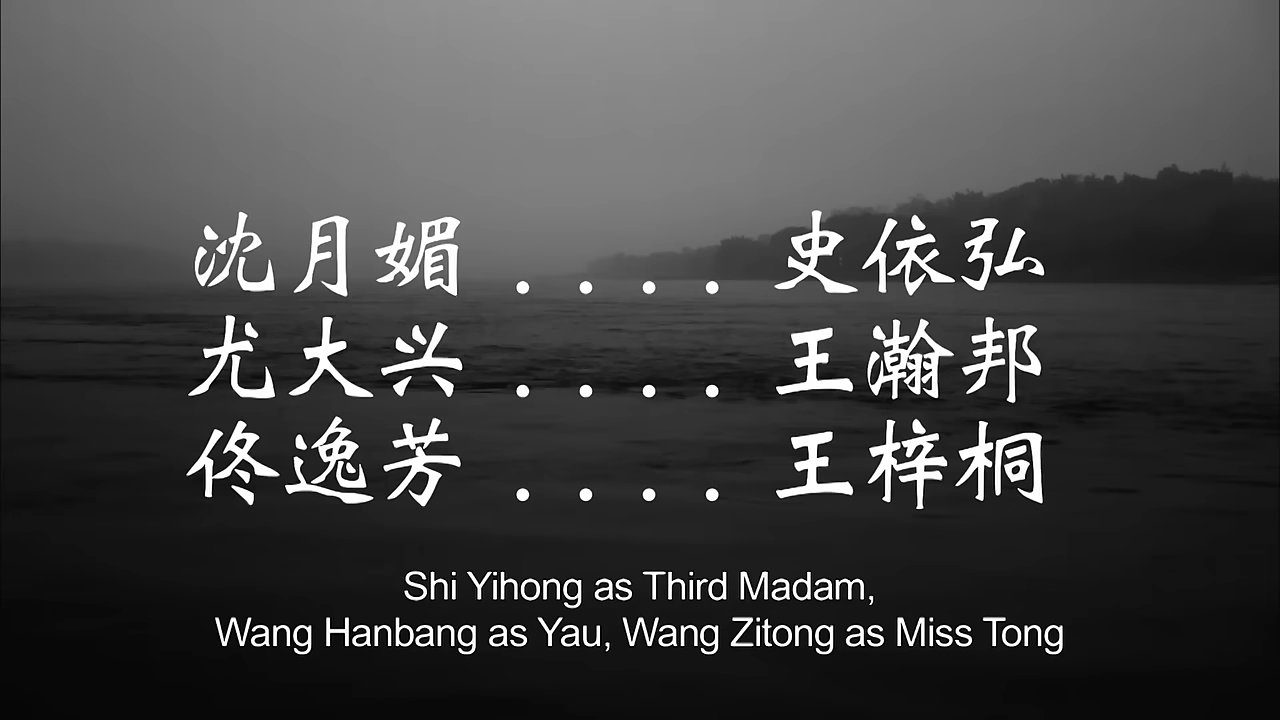 沈月媚 . . . . 史依弘
尤大兴 . . . . 王瀚邦
佟逸芳 . . . . 王梓桐
Shi Yihong as Third Madam,
Wang Hanbang as Yau, Wang Zitong as Miss Tong